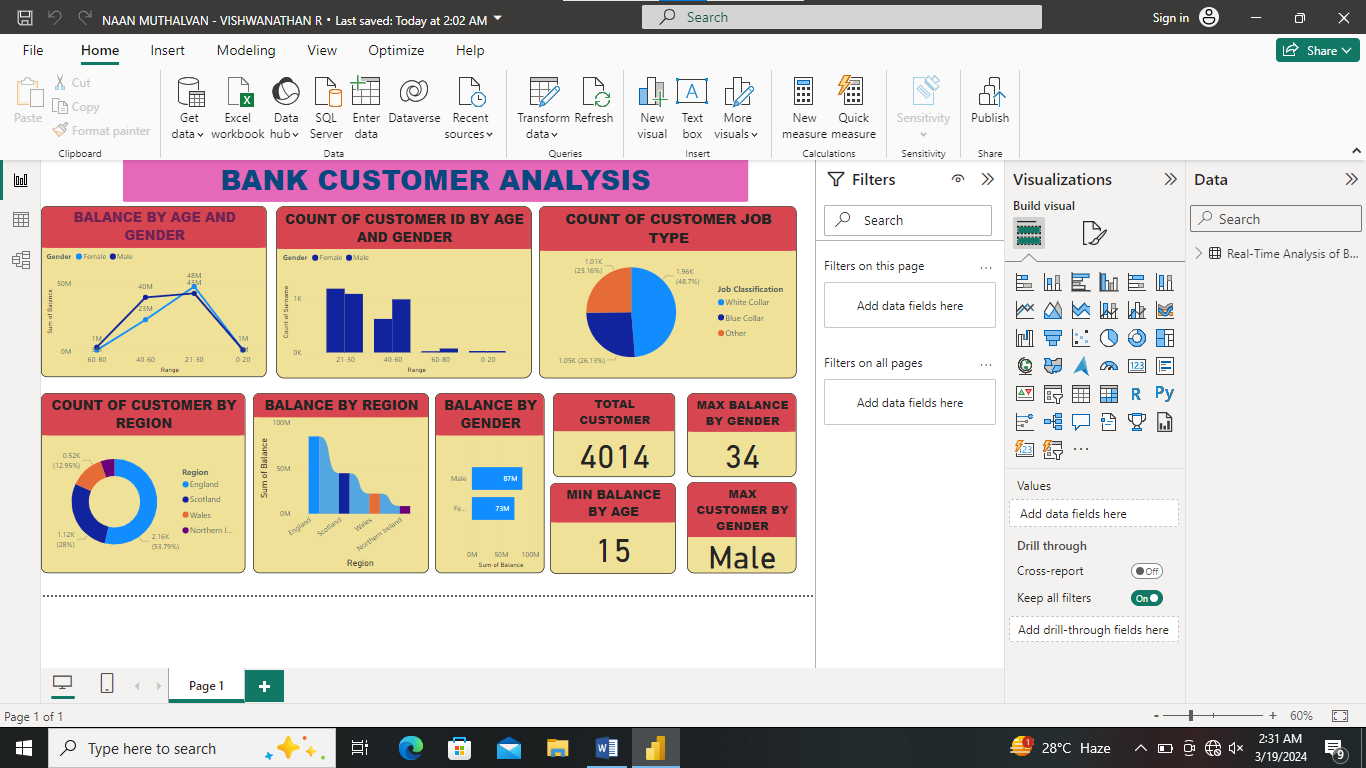 NAAN MUTHALVAN - VISHWANATHAN R • Last saved: Today at 2:02 AM
Search
Sign in
File Home Insert Modeling View Optimize Help
Share
Paste
Cut
Copy
Format painter
Get data
Excel workbook
Data hub
SQL Server
Enter data
Dataverse
Recent sources
Transform data
Refresh
New visual
Text box
More visuals
New measure
Quick measure
Sensitivity
Publish
Clipboard Data Queries Insert Calculations Sensitivity Share
BANK CUSTOMER ANALYSIS
BALANCE BY AGE AND
GENDER
Gender Female Male
48M
40M
23M
1M
1M
50M
0M
Sum of Balance
60-80 40-60 21-30 0-20
Range
COUNT OF CUSTOMER ID BY AGE
AND GENDER
Gender Female Male
1K
0K
Count of Surname
21-30 40-60 60-80 0-20
Range
COUNT OF CUSTOMER JOB
TYPE
1.01K
(25.16%)
1.96K
(48.7%)
1.05K (26.13%)
Job Classification
White Collar
Blue Collar
Other
COUNT OF CUSTOMER BY
REGION
0.52K
(12.95%)
1.12K
(28%)
2.16K
(53.79%)
Region
England
Scotland
Wales
Northern I...
BALANCE BY REGION
100M
50M
0M
Sum of Balance
England Scotland Wales Northern Ireland
Region
BALANCE BY
GENDER
Male 87M
Fe... 73M
0M 50M 100M
Sum of Balance
TOTAL
CUSTOMER
4014
MAX BALANCE
BY GENDER
34
MIN BALANCE
BY AGE
15
MAX
CUSTOMER BY
GENDER
Male
Filters
Search
Filters on this page ...
Add data fields here
Filters on all pages ...
Add data fields here
Visualizations
Build visual
123
R
Py
123
...
Values
Add data fields here
Drill through
Cross-report Off
Keep all filters On
Add drill-through fields here
Data
Search
Real-Time Analysis of B...
Page 1
+
Page 1 of 1
- + 60%
Type here to search
1
28°C Haze
2:31 AM
3/19/2024
9